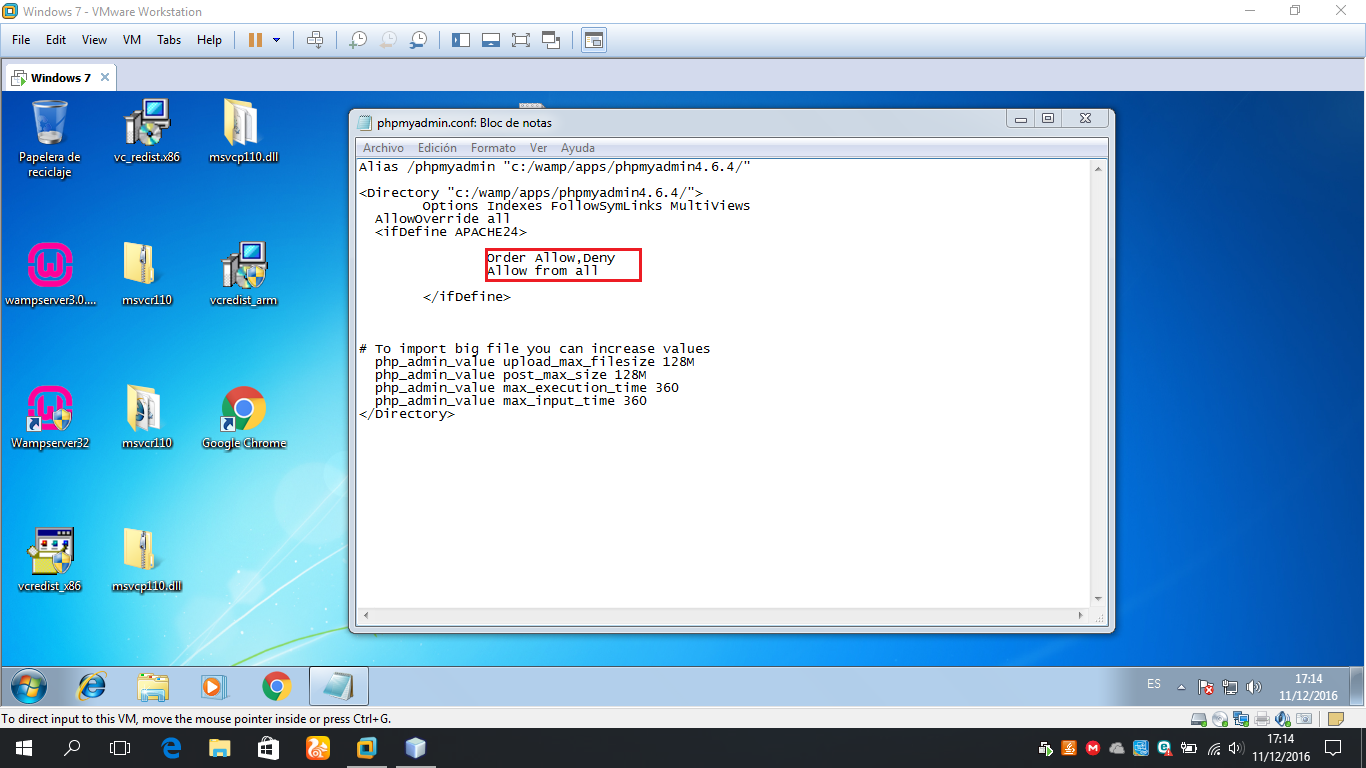 Windows 7 - VMware Workstation
File Edit View VM Tabs Help
Windows 7
Papelera de
reciclaje
vc_redist.x86
msvcp110.dll
wampserver3.0....
msvcr110
vcredist_arm
Wampserver32
msvcr110
Google Chrome
vcredist_x86
msvcp110.dll
phpmyadmin.conf: Bloc de notas
Archivo Edición Formato Ver Ayuda
Alias /phpmyadmin "c:/wamp/apps/phpmyadmin4.6.4/"
<Directory "c:/wamp/apps/phpmyadmin4.6.4/">
Options Indexes FollowSymLinks MultiViews
AllowOverride all
<ifDefine APACHE24>
Order Allow,Deny
Allow from all
</ifDefine>
# To import big file you can increase values
php_admin_value upload_max_filesize 128M
php_admin_value post_max_size 128M
php_admin_value max_execution_time 360
php_admin_value max_input_time 360
</Directory>
ES
17:14
11/12/2016
To direct input to this VM, move the mouse pointer inside or press Ctrl+G.
17:14
11/12/2016